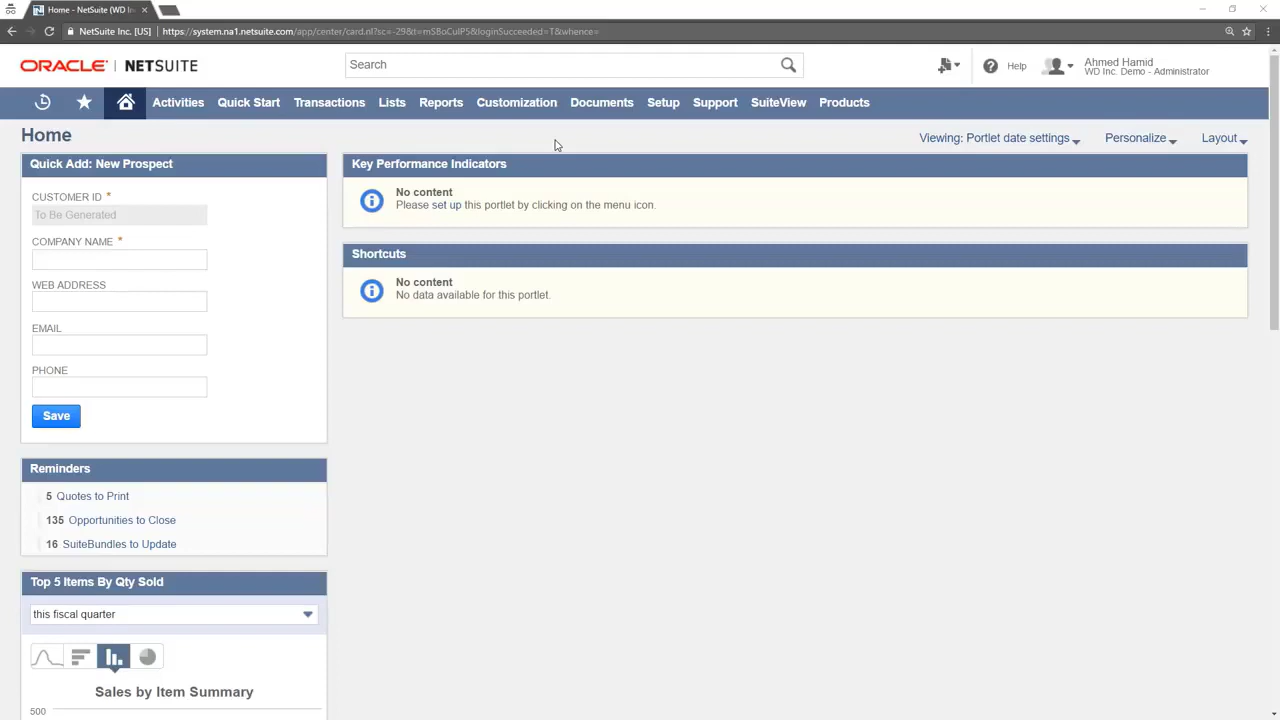 Home - NetSuite (WD In
NetSuite Inc. [US]
https://system.na1.netsuite.com/app/center/card.nl?sc=-29&t=mSBoCulP5&loginSucceeded=T&whence=
ORACLE | NETSUITE
Search
Help
Ahmed Hamid
WD Inc. Demo - Administrator
Activities Quick Start Transactions Lists Reports Customization Documents Setup Support SuiteView Products
Home
Viewing: Portlet date settings Personalize Layout
Quick Add: New Prospect
CUSTOMER ID *
To Be Generated
COMPANY NAME *
WEB ADDRESS
EMAIL
PHONE
Save
Reminders
5 Quotes to Print
135 Opportunities to Close
16 SuiteBundles to Update
Top 5 Items By Qty Sold
this fiscal quarter
Sales by Item Summary
500
Key Performance Indicators
No content
Please set up this portlet by clicking on the menu icon.
Shortcuts
No content
No data available for this portlet.